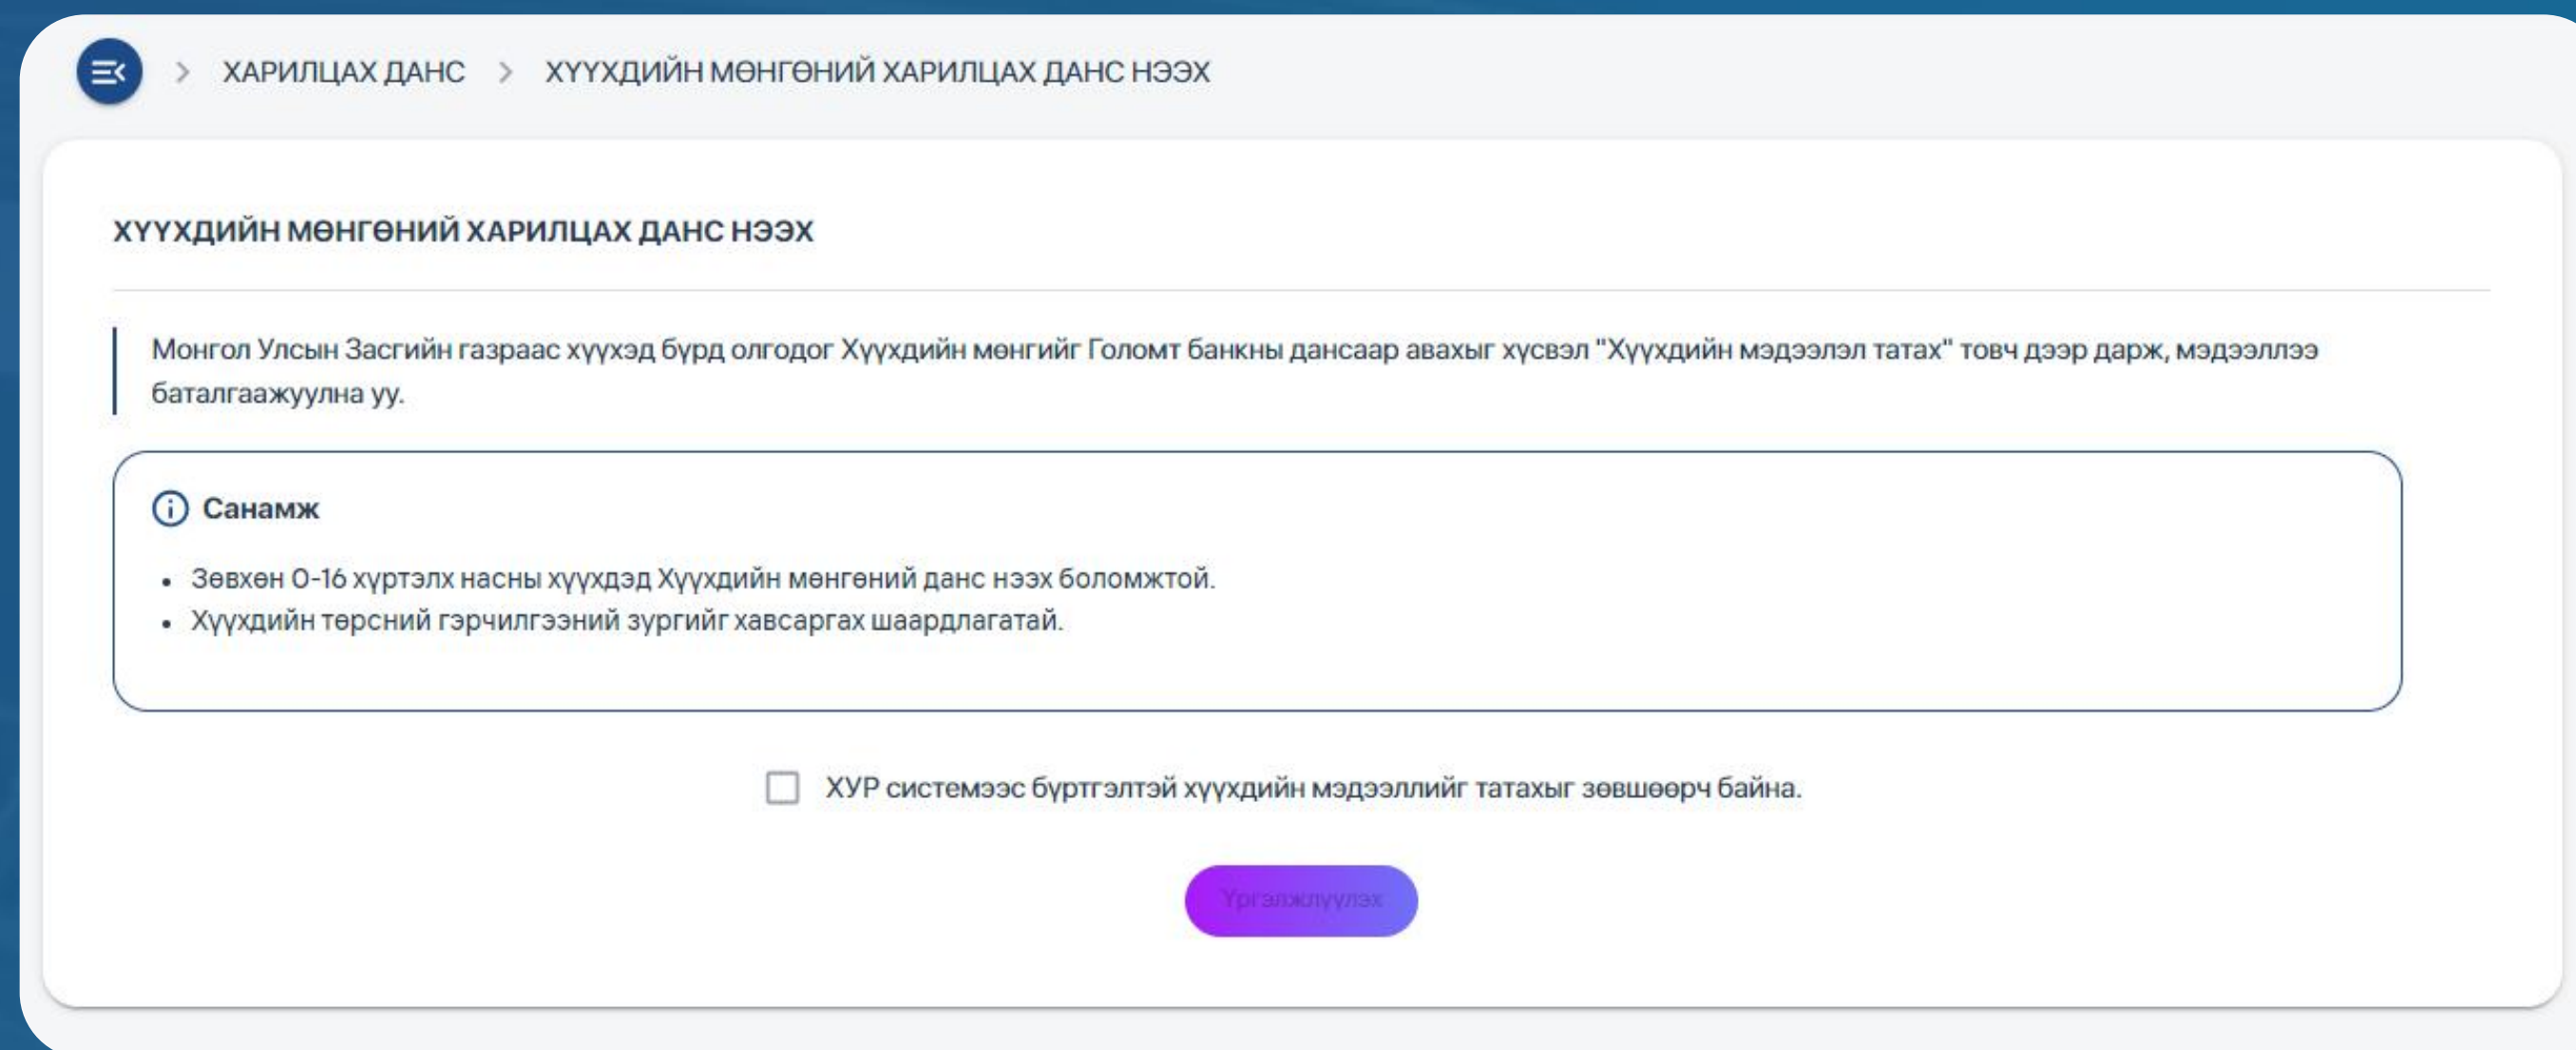 > ХАРИЛЦАХ ДАНС > ХҮҮХДИЙН МӨНГӨНИЙ ХАРИЛЦАХ ДАНС НЭЭХ
ХҮҮХДИЙН МӨНГӨНИЙ ХАРИЛЦАХ ДАНС НЭЭХ
Монгол Улсын Засгийн газраас хүүхэд бүрд олгодог Хүүхдийн мөнгийг Голомт банкны дансаар авахыг хүсвэл "Хүүхдийн мэдээлэл татах" товч дээр дарж, мэдээллээ
баталгаажуулна уу.
Санамж
• Зөвхөн 0-16 хүртэлх насны хүүхдэд Хүүхдийн мөнгөний данс нээх боломжтой.
• Хүүхдийн төрсний гэрчилгээний зургийг хавсаргах шаардлагатай.
ХУР системээс бүртгэлтэй хүүхдийн мэдээллийг татахыг зөвшөөрч байна.
Үргэлжлүүлэх